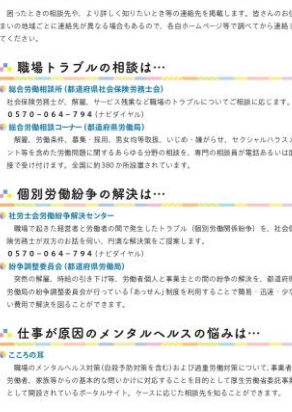 困ったときの相談先や、より詳しく知りたいとき等の連絡先を掲載します。皆さんのお住
まいの地域ごとに連絡先が異なる場合もあるので、各自ホームページ等で調べてから連絡し
てください。
職場トラブルの相談は…
総合労働相談所(都道府県社会保険労務士会)
社会保険労務士が、解雇、サービス残業など職場のトラブルについてご相談に応じます。
0570-064-794(ナビダイヤル)
総合労働相談コーナー(都道府県労働局)
解雇、労働条件、募集・採用、男女均等取扱、いじめ・嫌がらせ、セクシャルハラスメ
ント等を含めた労働問題に関するあらゆる分野の相談を、専門の相談員が電話あるいは面
接で受け付けます。全国に約380か所設置されています。
個別労働紛争の解決は…
社労士会労働紛争解決センター
職場で起きた経営者と労働者の間で発生したトラブル(個別労働関係紛争)を、社会保
険労務士が双方のお話を伺い、円満な解決策をご提案します。
0570-064-794(ナビダイヤル)
紛争調整委員会(都道府県労働局)
突然の解雇、時給の引き下げ等、労働者個人と事業主との間の紛争の解決を、都道府県
労働局の紛争調整委員会が行っている「あっせん」制度を利用することで簡易・迅速・少な
い費用で解決を図ることができます。
仕事が原因のメンタルヘルスの悩みは…
こころの耳
職場のメンタルヘルス対策(自殺予防対策を含む)および過重労働対策について、事業者、
労働者、家族等からの基本的な問いかけに対応することを目的として厚生労働省委託事業
として開設されているポータルサイト。ケースに応じた相談先を知ることができます。